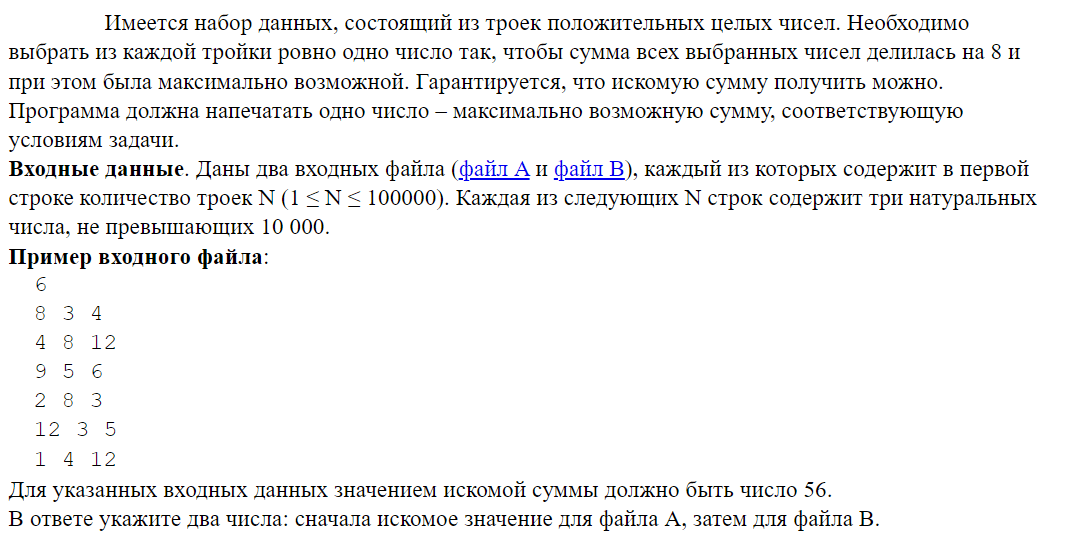 Имеется набор данных, состоящий из троек положительных целых чисел. Необходимо
выбрать из каждой тройки ровно одно число так, чтобы сумма всех выбранных чисел делилась на 8 и
при этом была максимально возможной. Гарантируется, что искомую сумму получить можно.
Программа должна напечатать одно число – максимально возможную сумму, соответствующую
условиям задачи.
Входные данные. Даны два входных файла (файл A и файл B), каждый из которых содержит в первой
строке количество троек N (1 ≤ N ≤ 100000). Каждая из следующих N строк содержит три натуральных
числа, не превышающих 10 000.
Пример входного файла:
6
8 3 4
4 8 12
9 5 6
2 8 3
12 3 5
1 4 12
Для указанных входных данных значением искомой суммы должно быть число 56.
В ответе укажите два числа: сначала искомое значение для файла A, затем для файла B.